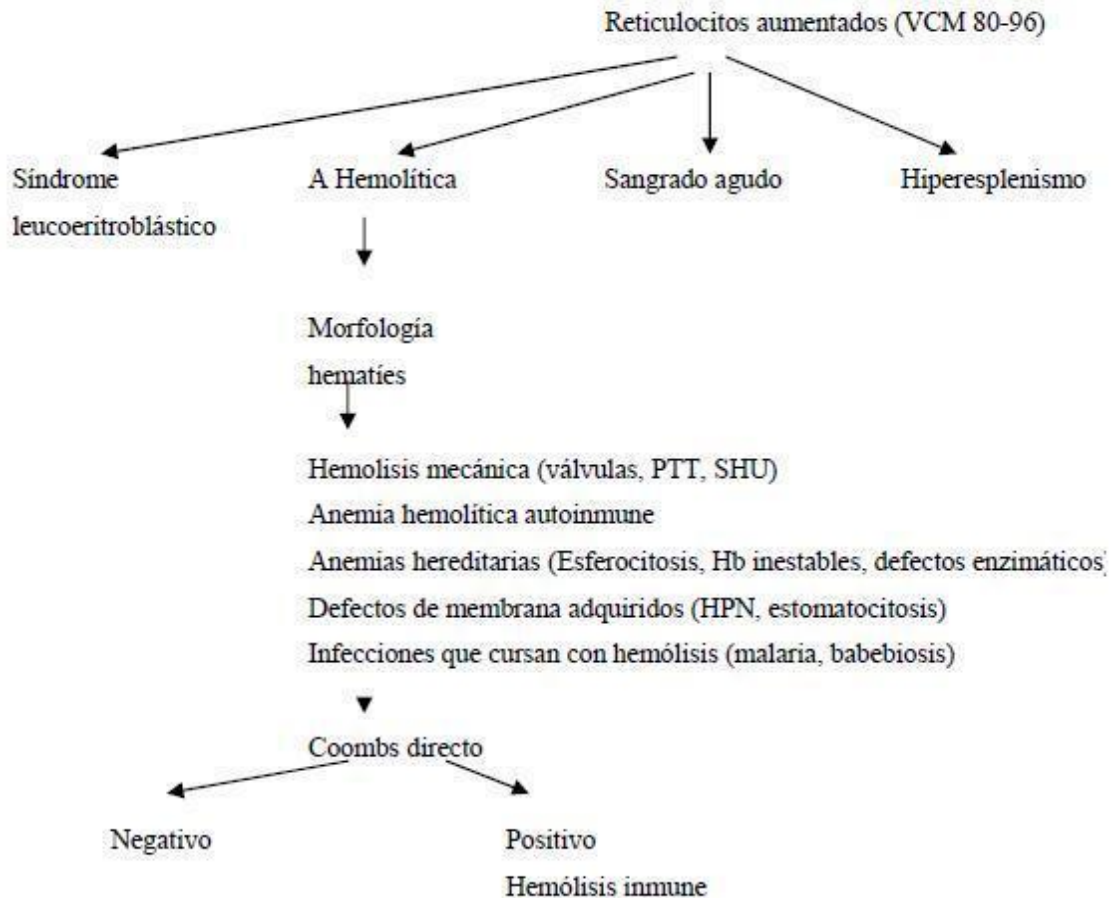 Reticulocitos aumentados (VCM 80-96)
Síndrome
leucoeritroblástico
A Hemolítica
Sangrado agudo
Hiperesplenismo
Morfología
hematíes
Hemolisis mecánica (válvulas, PTT, SHU)
Anemia hemolítica autoinmune
Anemias hereditarias (Esferocitosis, Hb inestables, defectos enzimáticos)
Defectos de membrana adquiridos (HPN, estomatocitosis)
Infecciones que cursan con hemólisis (malaria, babebiosis)
Coombs directo
Negativo
Positivo
Hemólisis inmune